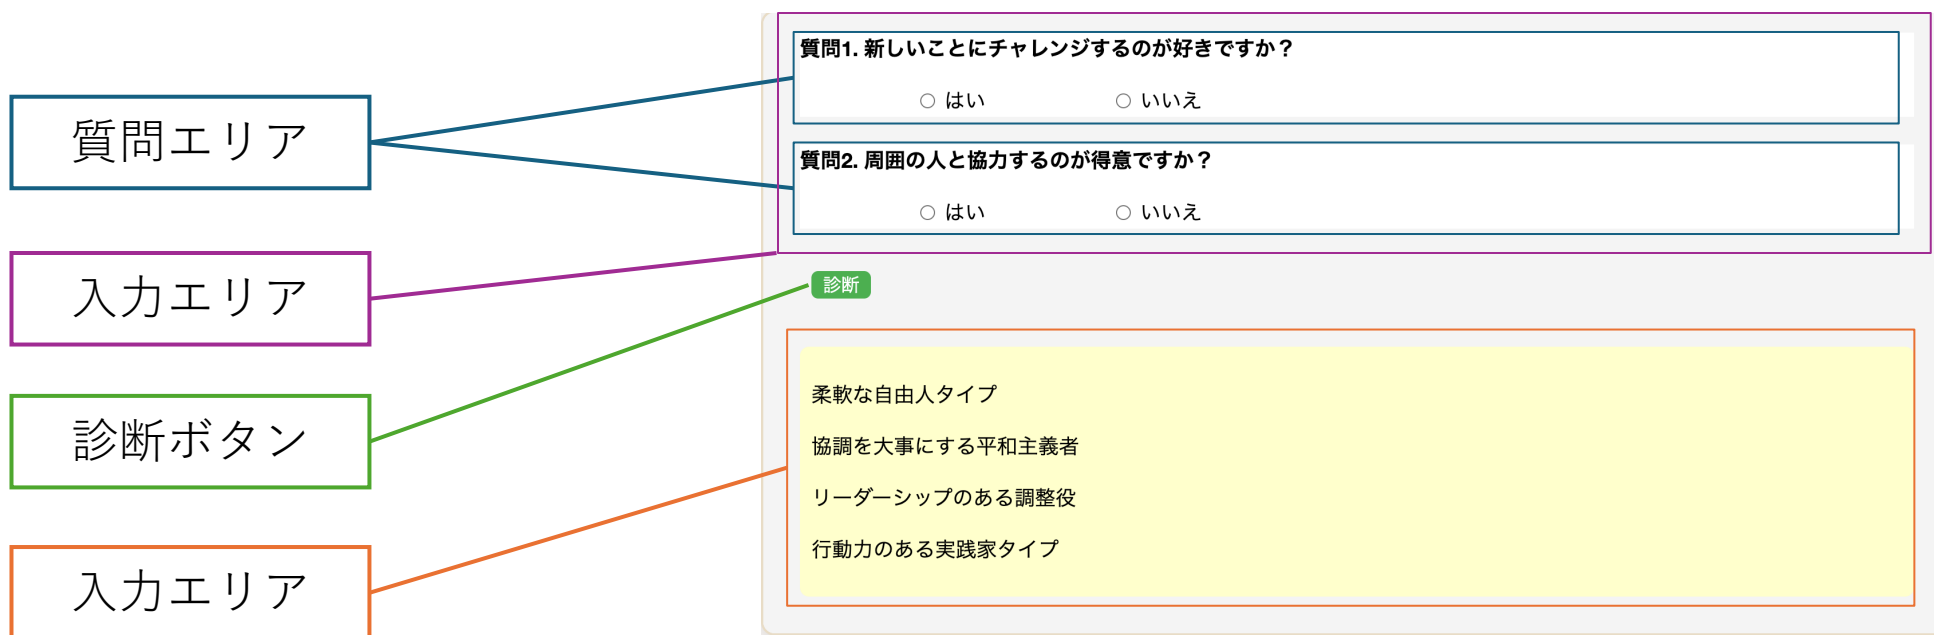 質問エリア
入力エリア
診断ボタン
入力エリア
質問1. 新しいことにチャレンジするのが好きですか？
はい いいえ
質問2. 周囲の人と協力するのが得意ですか？
はい いいえ
診断
柔軟な自由人タイプ
協調を大事にする平和主義者
リーダーシップのある調整役
行動力のある実践家タイプ